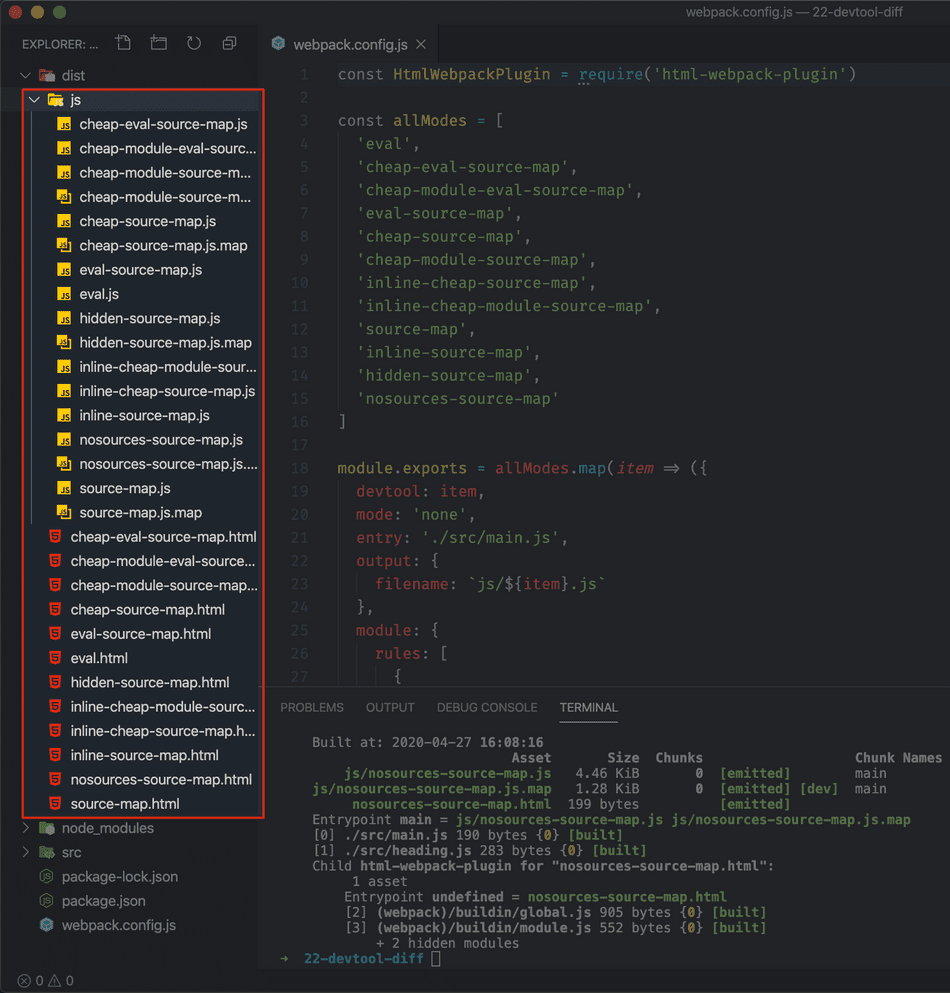 webpack.config.js — 22-devtool-diff
EXPLORER: ...
webpack.config.js
dist
js
cheap-eval-source-map.js
cheap-module-eval-sourc...
cheap-module-source-m...
cheap-module-source-m...
cheap-source-map.js
cheap-source-map.js.map
eval-source-map.js
eval.js
hidden-source-map.js
hidden-source-map.js.map
inline-cheap-module-sour...
inline-cheap-source-map.js
inline-source-map.js
nosources-source-map.js
nosources-source-map.js....
source-map.js
source-map.js.map
cheap-eval-source-map.html
cheap-module-eval-source...
cheap-module-source-map...
cheap-source-map.html
eval-source-map.html
eval.html
hidden-source-map.html
inline-cheap-module-sourc...
inline-cheap-source-map.h...
inline-source-map.html
nosources-source-map.html
source-map.html
node_modules
src
package-lock.json
package.json
webpack.config.js
0 0
1 const HtmlWebpackPlugin = require('html-webpack-plugin')
2
3 const allModes = [
4 'eval',
5 'cheap-eval-source-map',
6 'cheap-module-eval-source-map',
7 'eval-source-map',
8 'cheap-source-map',
9 'cheap-module-source-map',
10 'inline-cheap-source-map',
11 'inline-cheap-module-source-map',
12 'source-map',
13 'inline-source-map',
14 'hidden-source-map',
15 'nosources-source-map'
16 ]
17
18 module.exports = allModes.map(item => ({
19 devtool: item,
20 mode: 'none',
21 entry: './src/main.js',
22 output: {
23 filename: `js/${item}.js`
24 },
25 module: {
26 rules: [
27 {
PROBLEMS OUTPUT DEBUG CONSOLE TERMINAL
Built at: 2020-04-27 16:08:16
Asset Size Chunks Chunk Names
js/nosources-source-map.js 4.46 KiB 0 [emitted] main
js/nosources-source-map.js.map 1.28 KiB 0 [emitted] [dev] main
nosources-source-map.html 199 bytes [emitted]
Entrypoint main = js/nosources-source-map.js js/nosources-source-map.js.map
[0] ./src/main.js 190 bytes {0} [built]
[1] ./src/heading.js 283 bytes {0} [built]
Child html-webpack-plugin for "nosources-source-map.html":
1 asset
Entrypoint undefined = nosources-source-map.html
[2] (webpack)/buildin/global.js 905 bytes {0} [built]
[3] (webpack)/buildin/module.js 552 bytes {0} [built]
+ 2 hidden modules
→ 22-devtool-diff